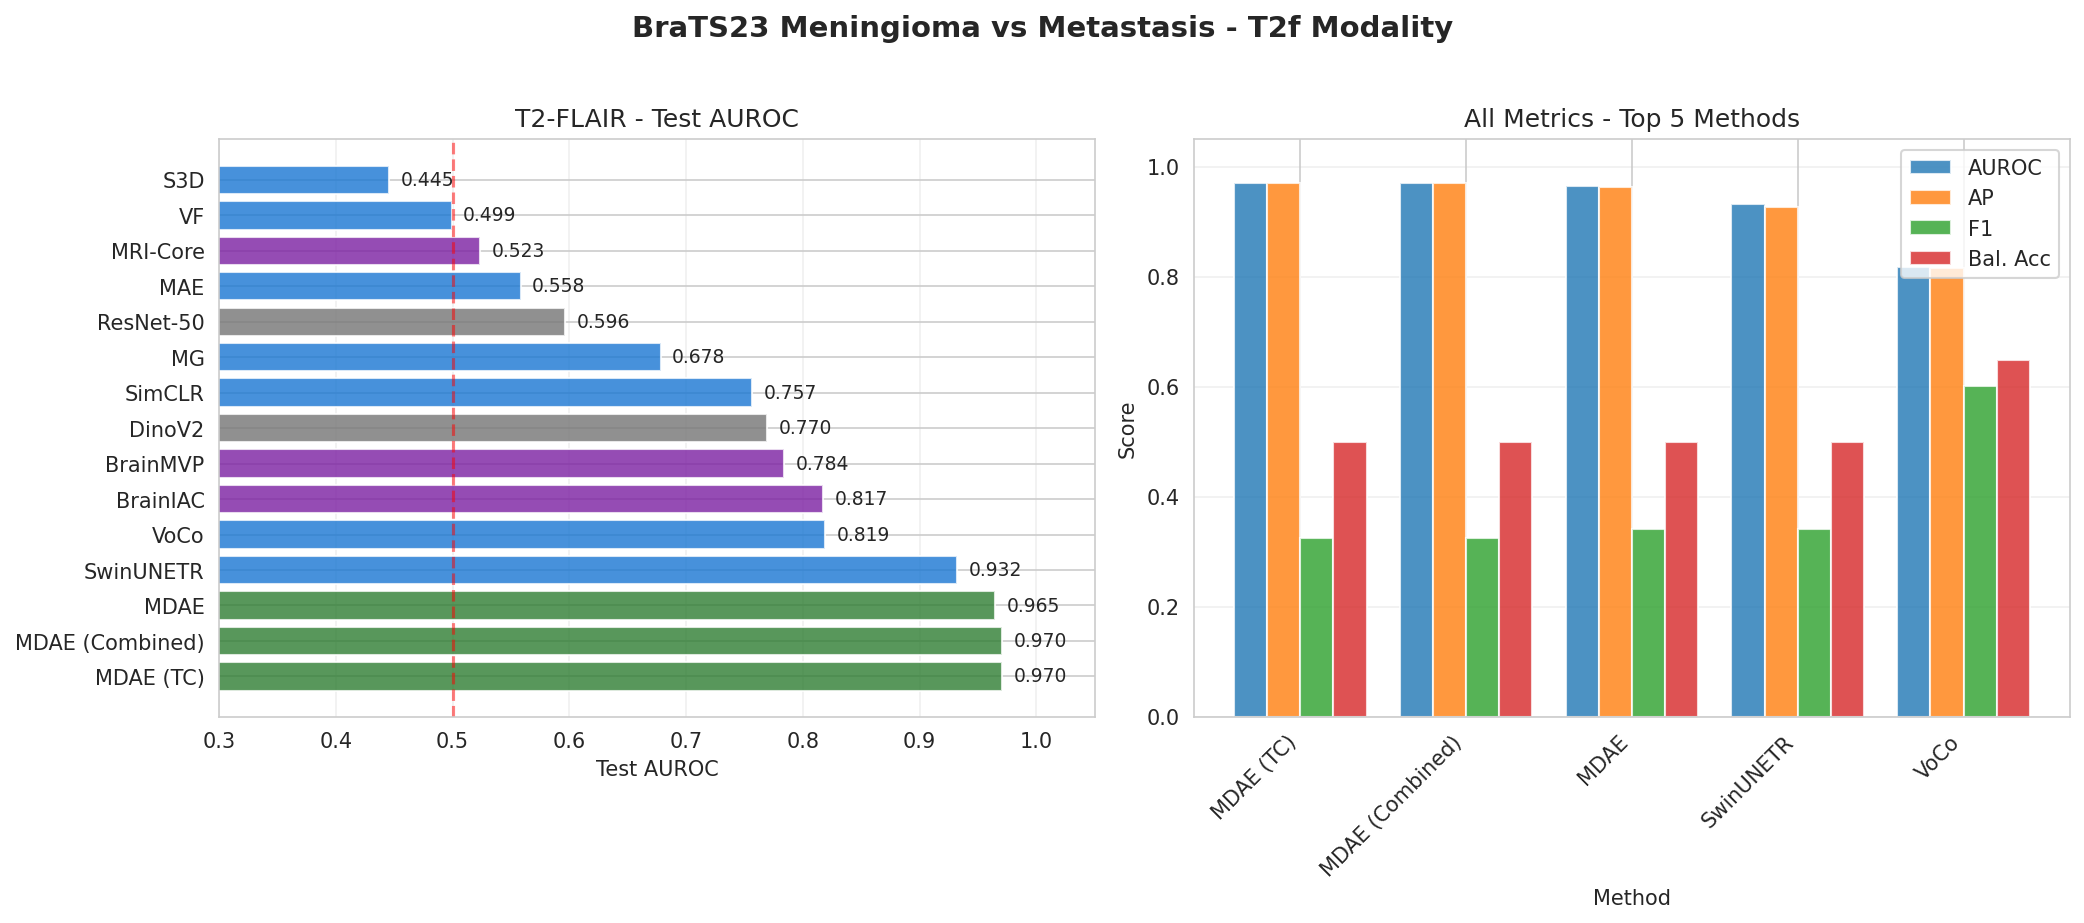 BraTS23 Meningioma vs Metastasis - T2f Modality
T2-FLAIR - Test AUROC
S3D
0.445
VF
0.499
MRI-Core
0.523
MAE
0.558
ResNet-50
0.596
MG
0.678
SimCLR
0.757
DinoV2
0.770
BrainMVP
0.784
BrainIAC
0.817
VoCo
0.819
SwinUNETR
0.932
MDAE
0.965
MDAE (Combined)
0.970
MDAE (TC)
0.970
0.3 0.4 0.5 0.6 0.7 0.8 0.9 1.0
Test AUROC
All Metrics - Top 5 Methods
AUROC
AP
F1
Bal. Acc
1.0
0.8
0.6
0.4
0.2
0.0
Score
MDAE (TC)
MDAE (Combined)
MDAE
SwinUNETR
VoCo
Method